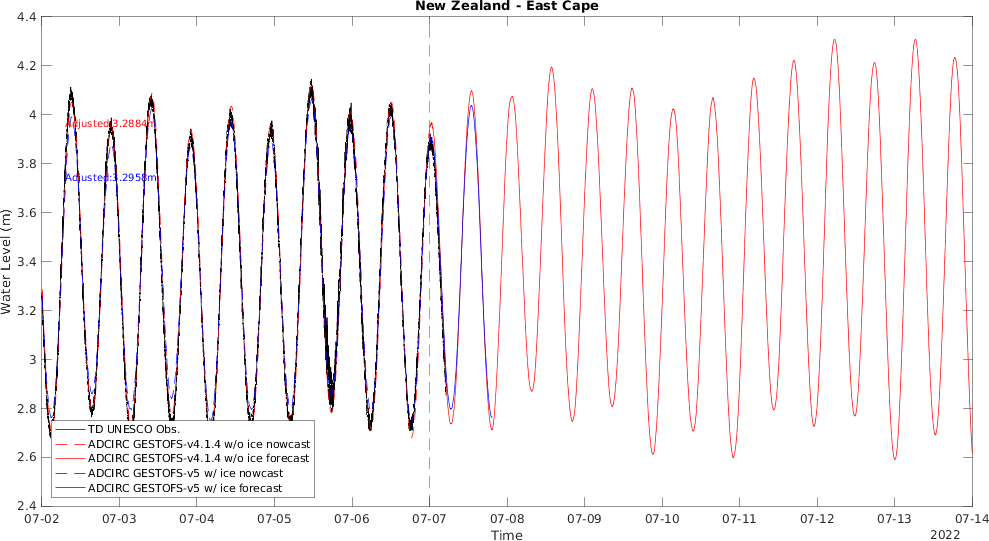 New Zealand - East Cape
4.4
4.2
4
3.8
3.6
3.4
3.2
3
2.8
2.6
2.4
Water Level (m)
Adjusted:3.2884m
Adjusted:3.2958m
TD UNESCO Obs.
ADCIRC GESTOFS-v4.1.4 w/o ice nowcast
ADCIRC GESTOFS-v4.1.4 w/o ice forecast
ADCIRC GESTOFS-v5 w/ ice nowcast
ADCIRC GESTOFS-v5 w/ ice forecast
07-02 07-03 07-04 07-05 07-06 07-07 07-08 07-09 07-10 07-11 07-12 07-13 07-14
Time
2022